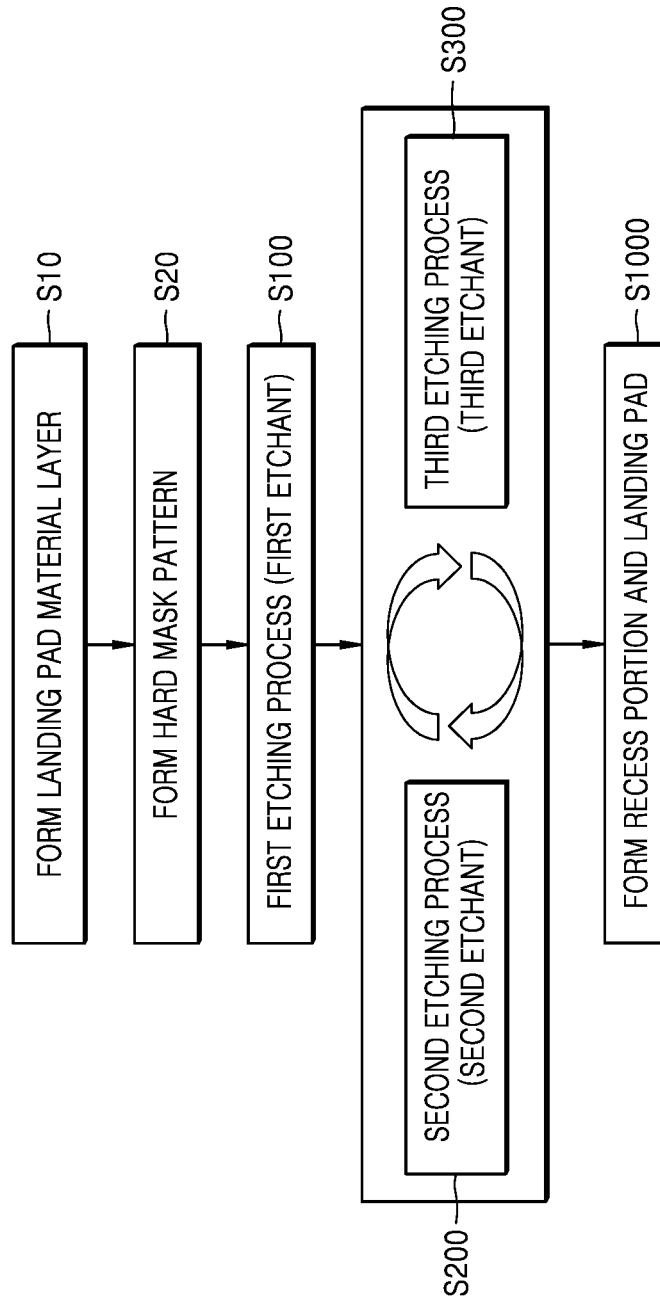 FORM LANDING PAD MATERIAL LAYER
S10
FORM HARD MASK PATTERN
S20
FIRST ETCHING PROCESS (FIRST ETCHANT)
S100
SECOND ETCHING PROCESS
(SECOND ETCHANT)
S200
THIRD ETCHING PROCESS
(THIRD ETCHANT)
S300
FORM RECESS PORTION AND LANDING PAD
S1000